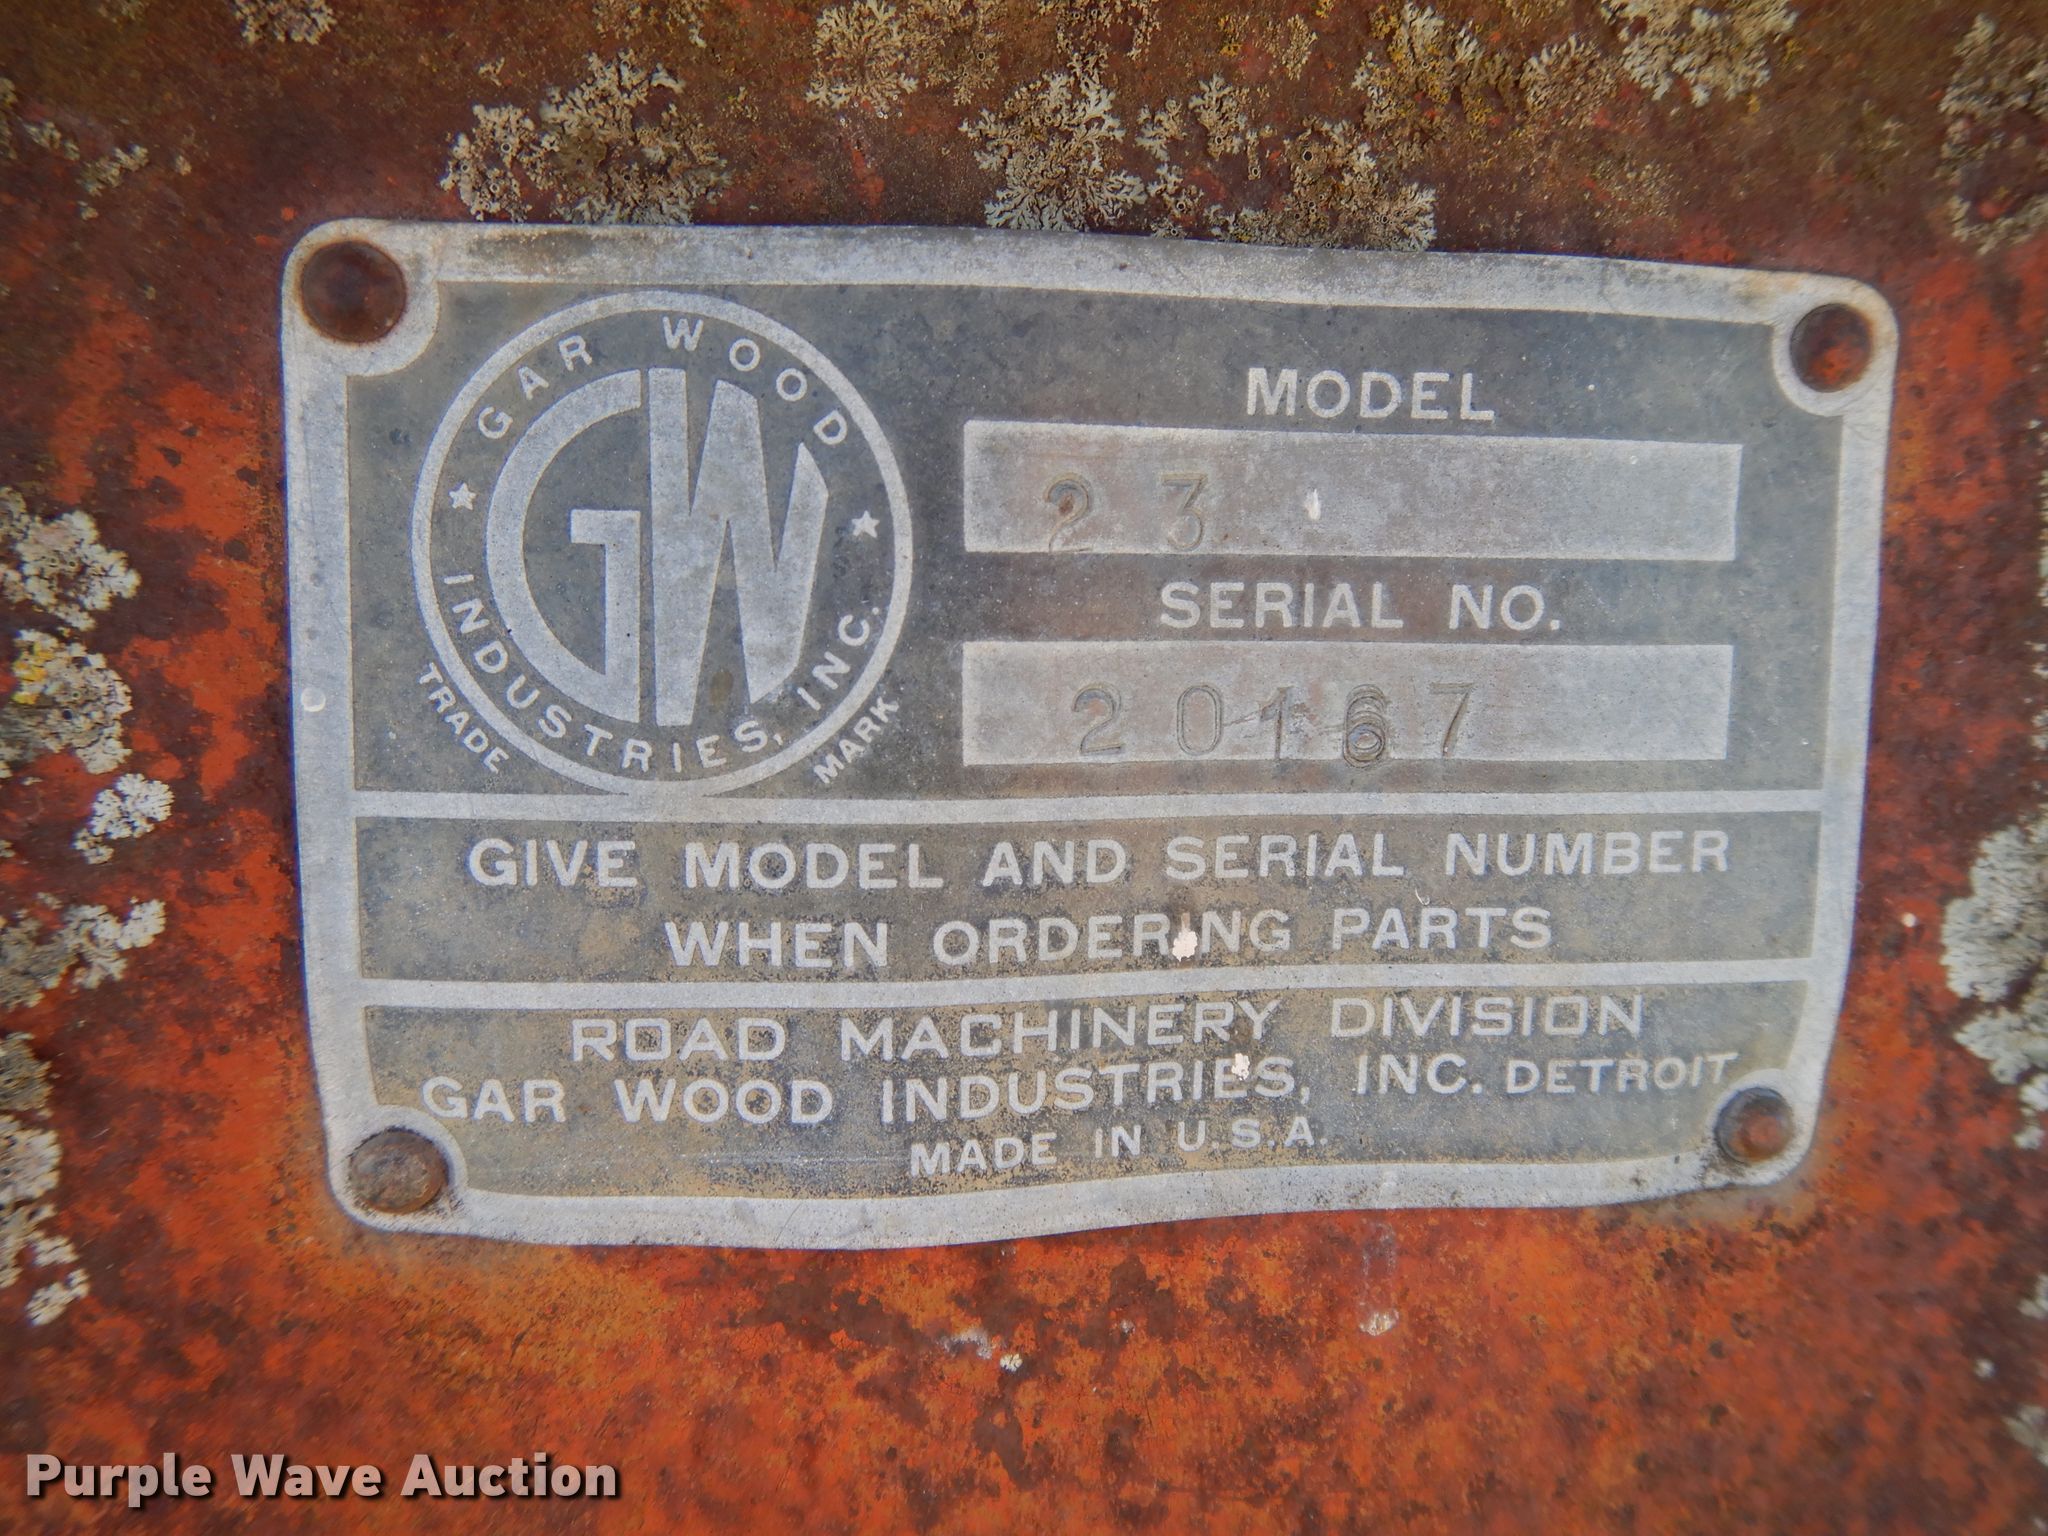 GAR WOOD
INDUSTRIES, INC.
GW
TRADE MARK
MODEL
23
SERIAL NO.
20167
GIVE MODEL AND SERIAL NUMBER
WHEN ORDERING PARTS
ROAD MACHINERY DIVISION
GAR WOOD INDUSTRIES, INC. DETROIT
MADE IN U.S.A.
Purple Wave Auction